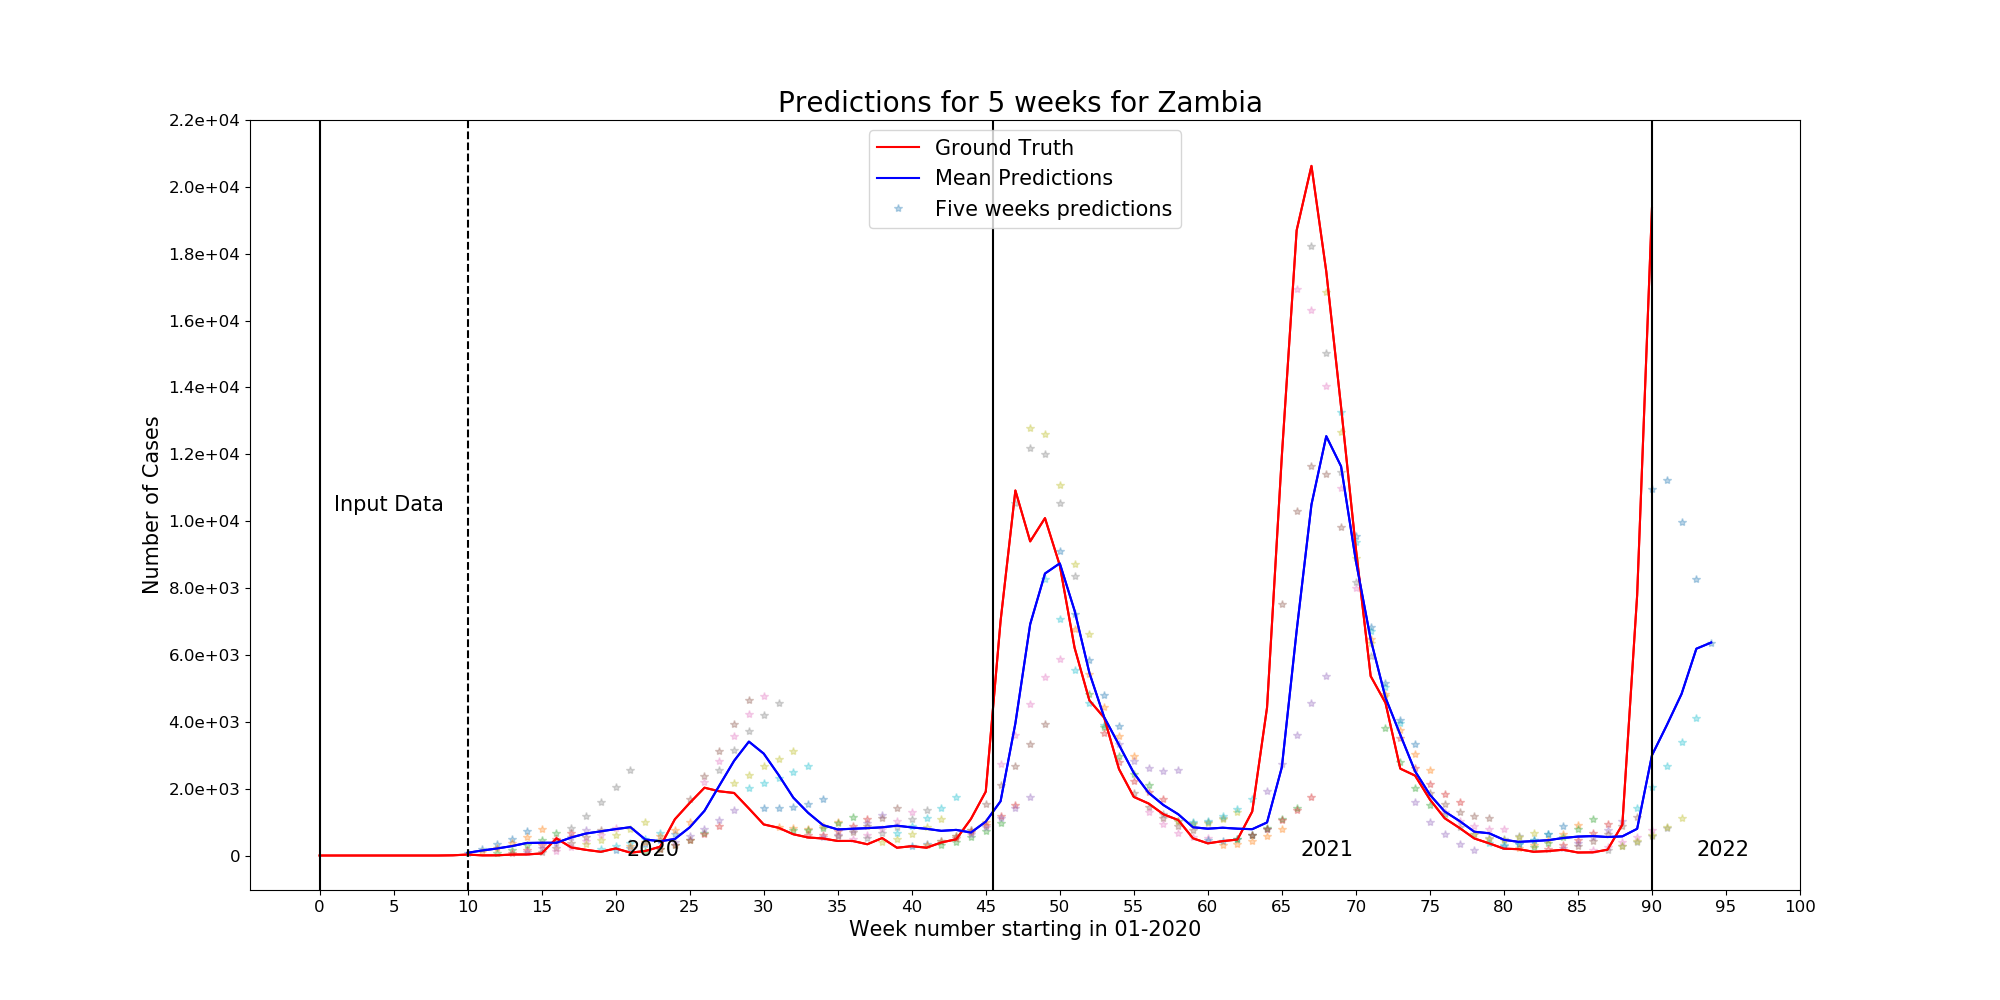 Predictions for 5 weeks for Zambia
2.2e+04
2.0e+04
1.8e+04
1.6e+04
1.4e+04
1.2e+04
1.0e+04
8.0e+03
6.0e+03
4.0e+03
2.0e+03
0
Number of Cases
Ground Truth
Mean Predictions
Five weeks predictions
Input Data
2020
2021
2022
0 5 10 15 20 25 30 35 40 45 50 55 60 65 70 75 80 85 90 95 100
Week number starting in 01-2020